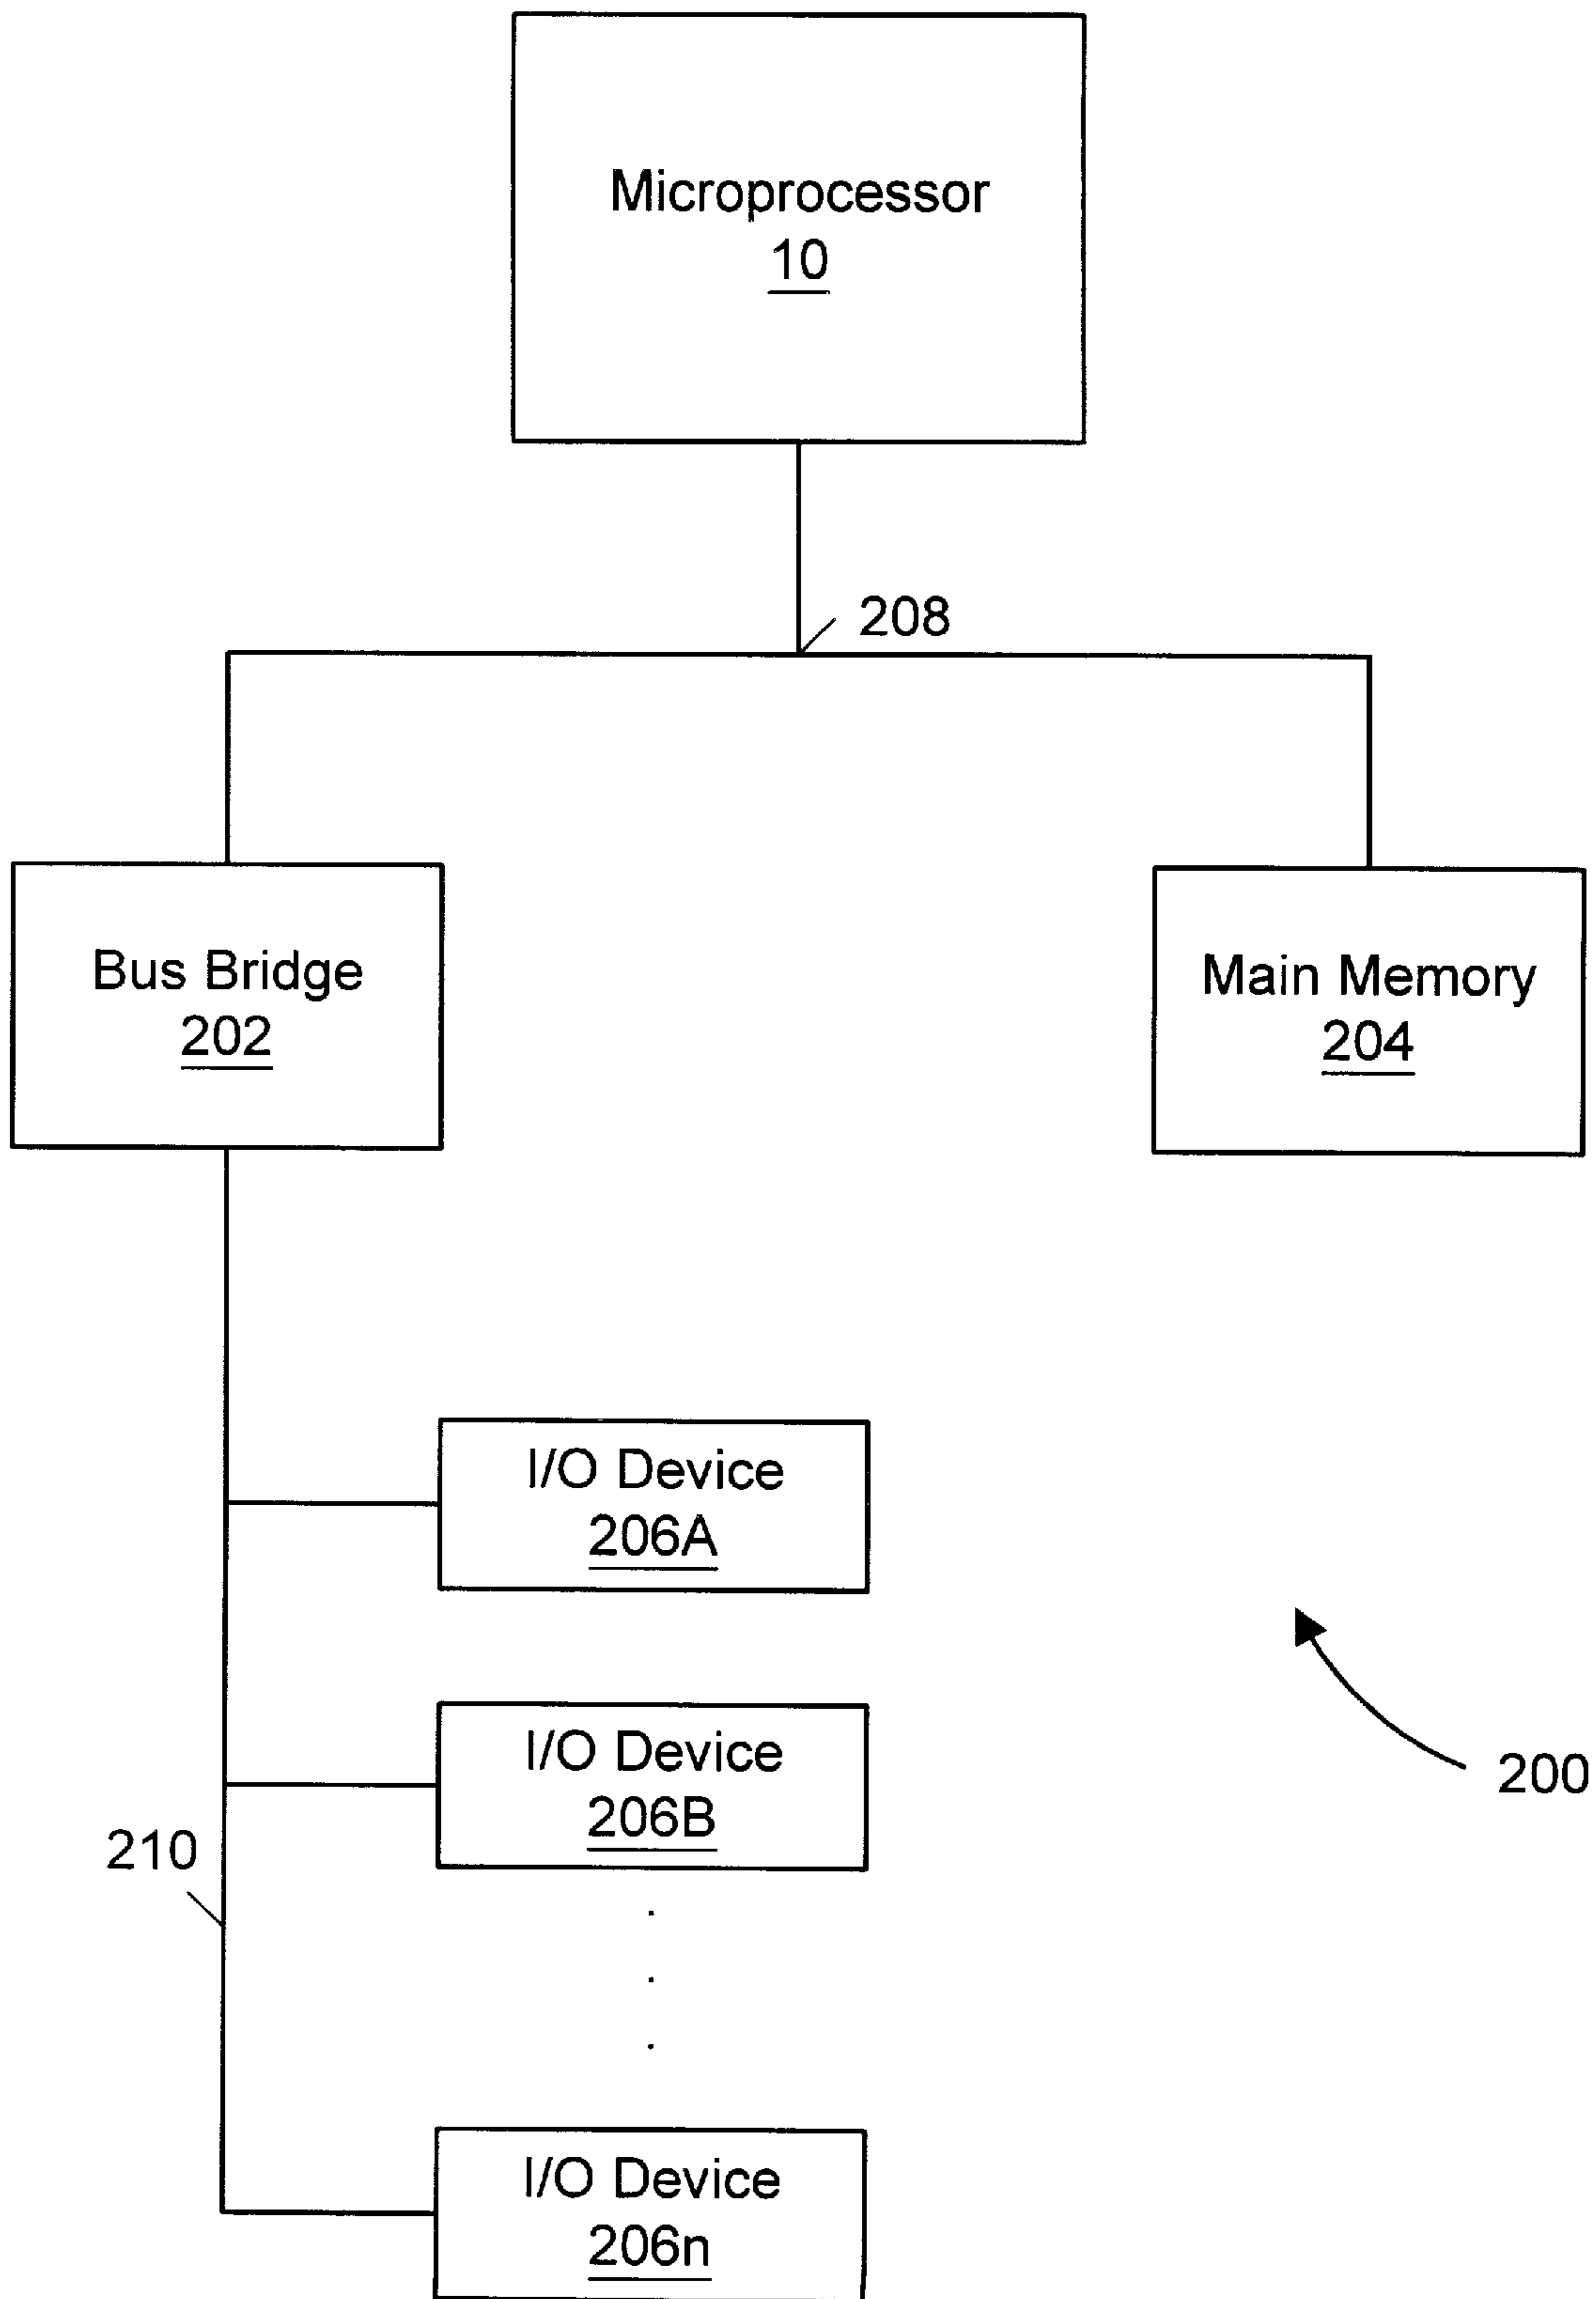 Microprocessor
10
208
Bus Bridge
202
Main Memory
204
I/O Device
206A
I/O Device
206B
200
210
.
.
.
I/O Device
206n